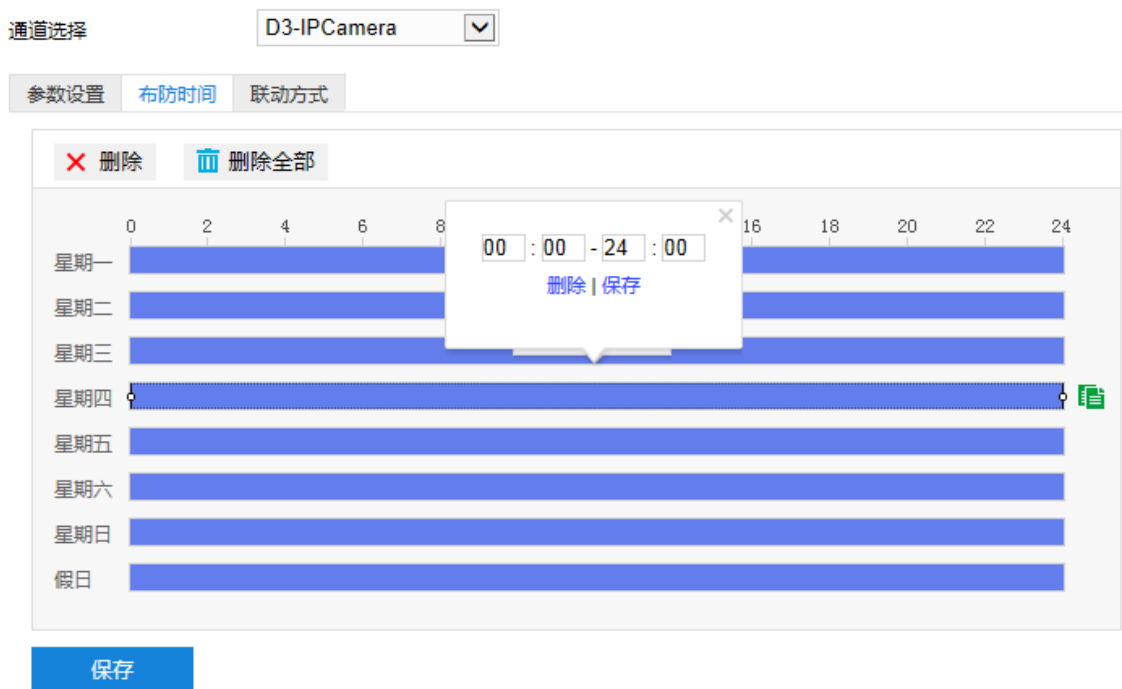 通道选择 D3-IPCamera
参数设置 布防时间 联动方式
删除 删除全部
0 2 4 6 8 16 18 20 22 24
00 : 00 - 24 : 00
删除 | 保存
星期一
星期二
星期三
星期四
星期五
星期六
星期日
假日
保存